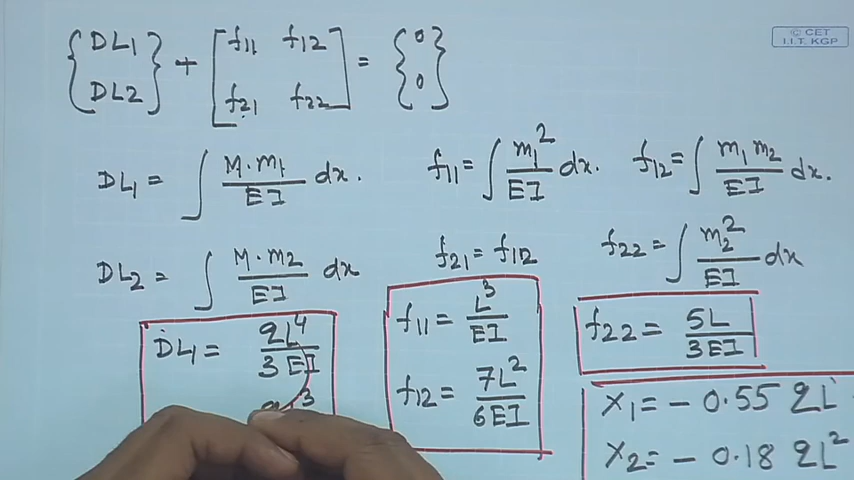 © CET
I.I.T. KGP
{DL1 DL2} + [f11 f12 f21 f22] = {0 0}
DL1 = ∫ M·m1/EI dx.
f11 = ∫ m1²/EI dx.
f12 = ∫ m1 m2/EI dx.
DL2 = ∫ M·m2/EI dx
f21 = f12
f22 = ∫ m2²/EI dx
DL1 = qL⁴/3EI
f11 = L³/EI
f12 = 7L²/6EI
f22 = 5L/3EI
X1 = - 0.55 qL
X2 = - 0.18 qL²